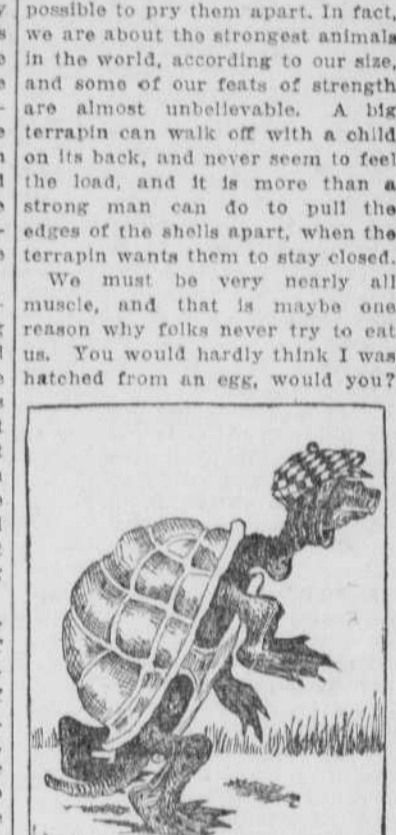 possible to pry them apart. In fact,
we are about the strongest animals
in the world, according to our size,
and some of our feats of strength
are almost unbelievable. A big
terrapin can walk off with a child
on its back, and never seem to feel
the load, and it is more than a
strong man can do to pull the
edges of the shells apart, when the
terrapin wants them to stay closed.
We must be very nearly all
muscle, and that is maybe one
reason why folks never try to eat
us. You would hardly think I was
hatched from an egg, would you?